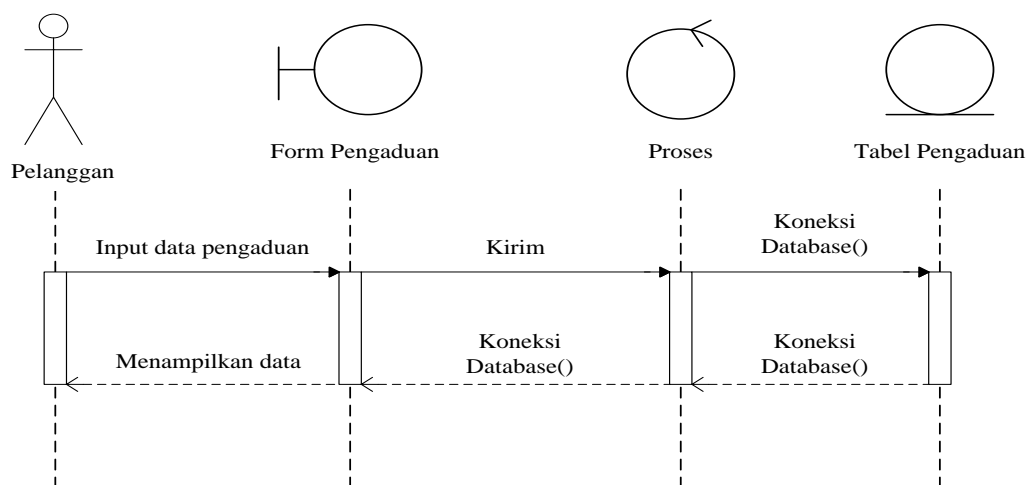 Form Pengaduan
Proses
Tabel Pengaduan
Pelanggan
Input data pengaduan
Kirim
Koneksi
Database()
Menampilkan data
Koneksi
Database()
Koneksi
Database()